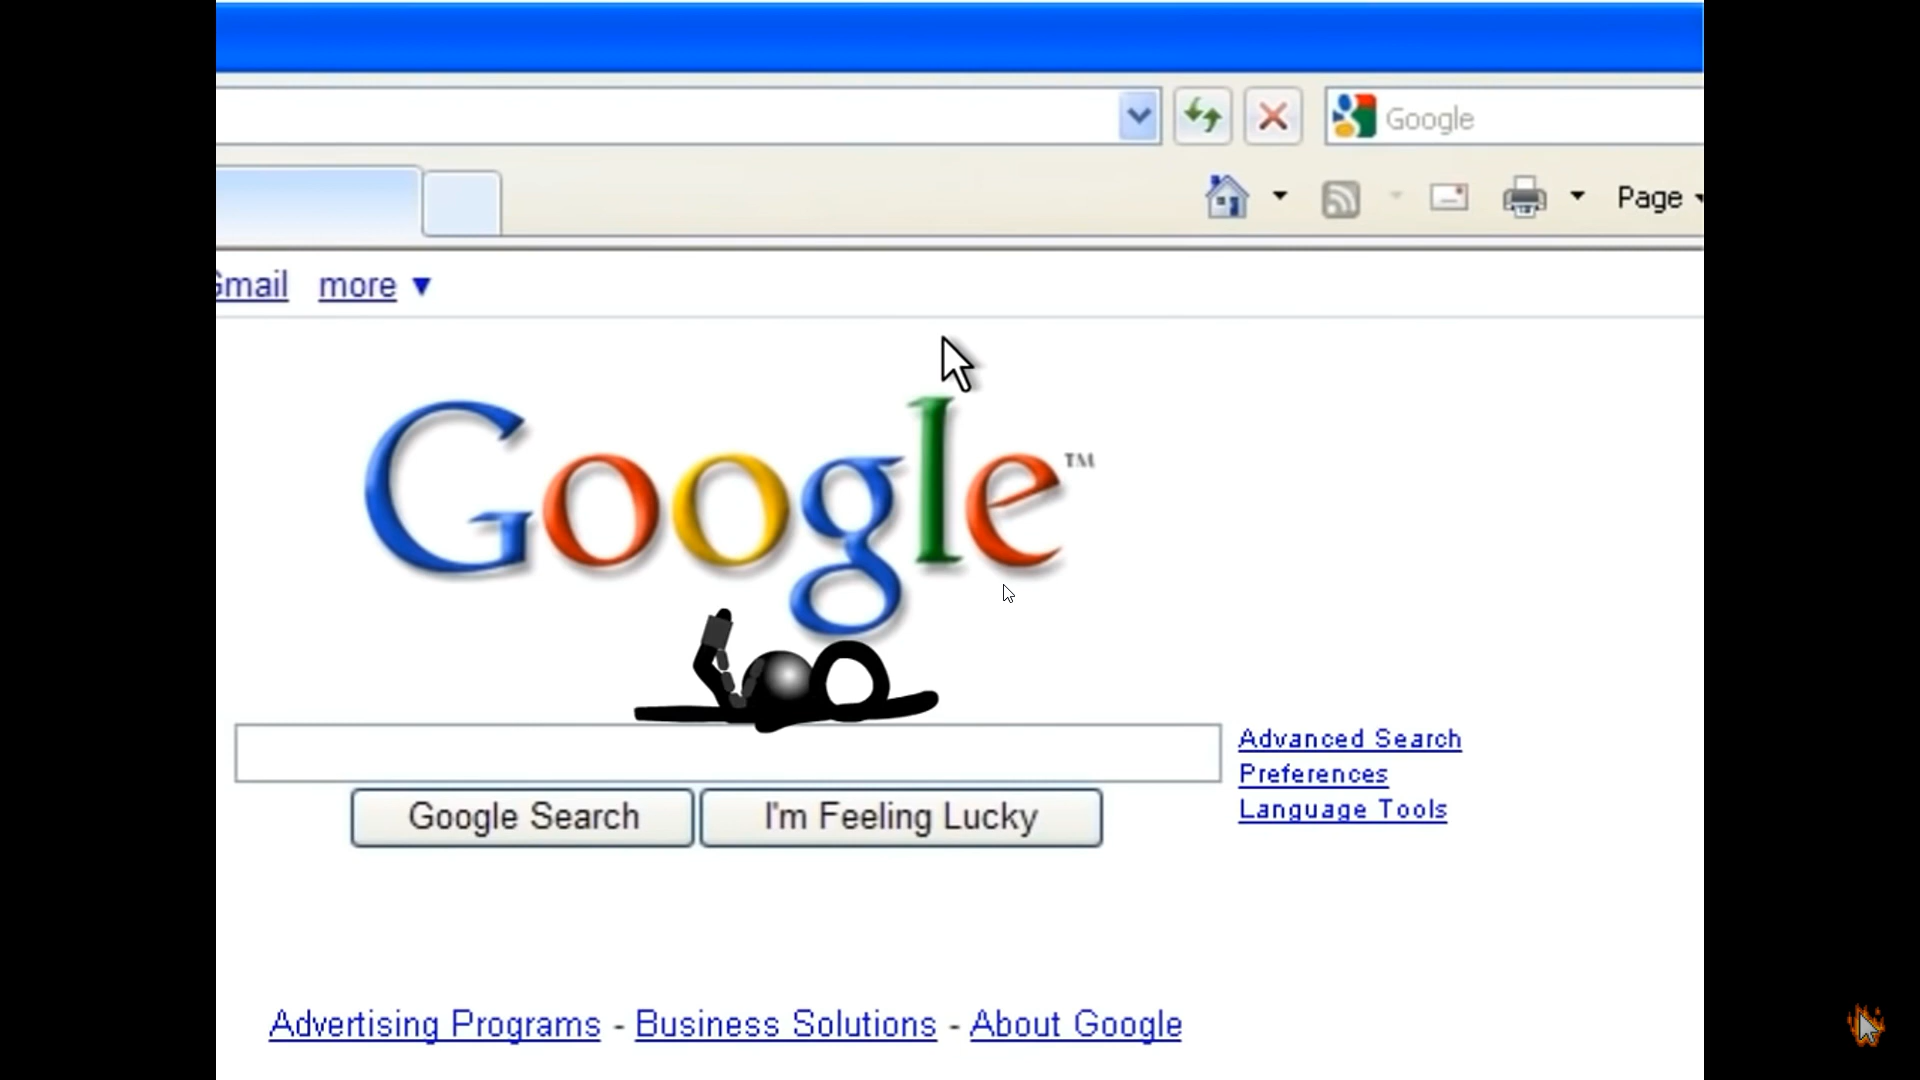 Google
Page
Gmail more ▼
Google™
Advanced Search
Preferences
Language Tools
Google Search I'm Feeling Lucky
Advertising Programs - Business Solutions - About Google